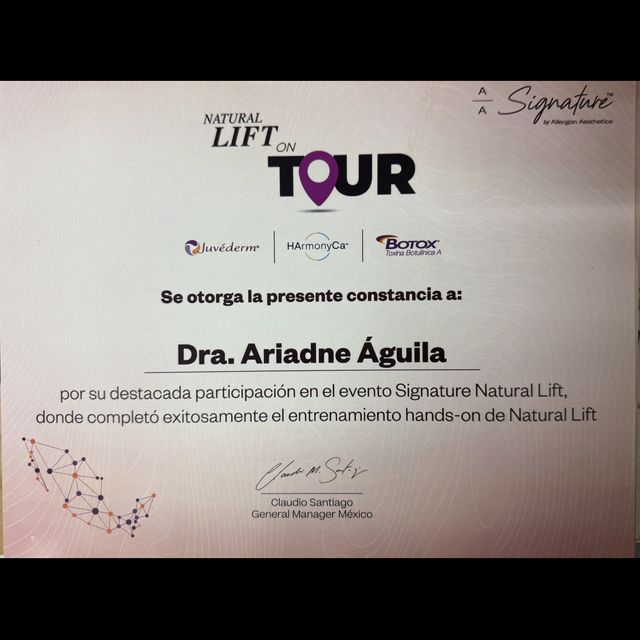 NATURAL
LIFT ON
TOUR
A
A
Signature™
by Allergan Aesthetics
Juvéderm®
HArmonyCa™
BOTOX®
Toxina Botulínica A
Se otorga la presente constancia a:
Dra. Ariadne Águila
por su destacada participación en el evento Signature Natural Lift,
donde completó exitosamente el entrenamiento hands-on de Natural Lift
Claudio Santiago
General Manager México